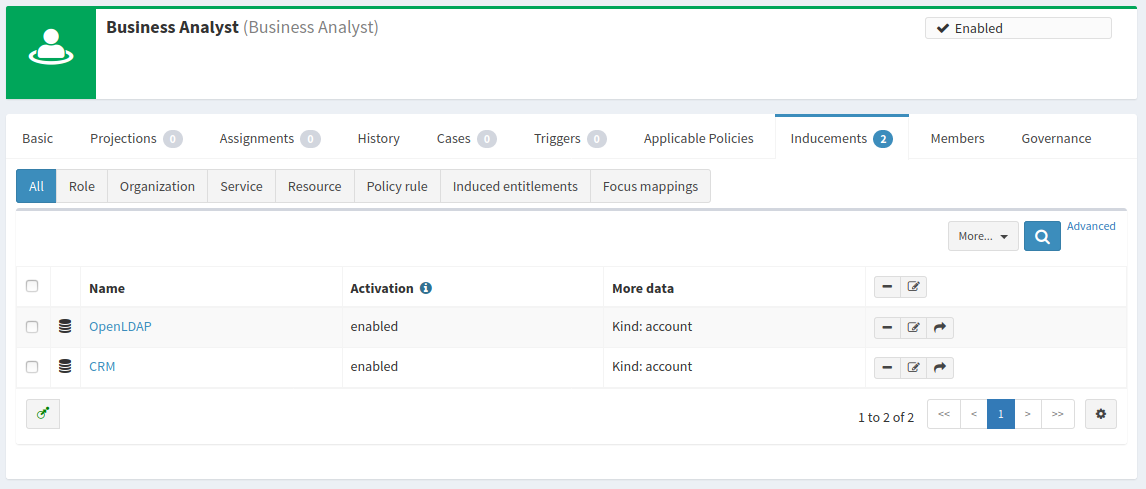 Business Analyst (Business Analyst)
Enabled
Basic Projections 0 Assignments 0 History Cases 0 Triggers 0 Applicable Policies Inducements 2 Members Governance
All Role Organization Service Resource Policy rule Induced entitlements Focus mappings
More... Advanced
Name Activation More data
OpenLDAP enabled Kind: account
CRM enabled Kind: account
1 to 2 of 2 << < 1 > >>